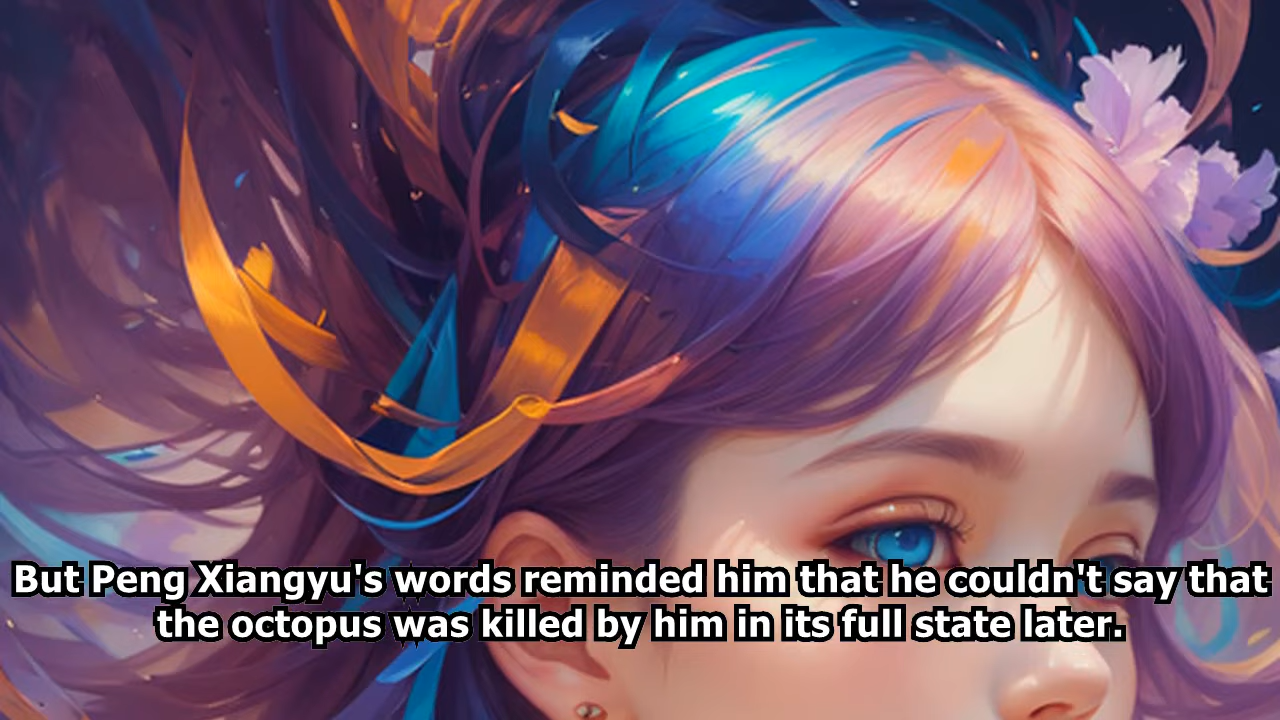 But Peng Xiangyu's words reminded him that he couldn't say that
the octopus was killed by him in its full state later.